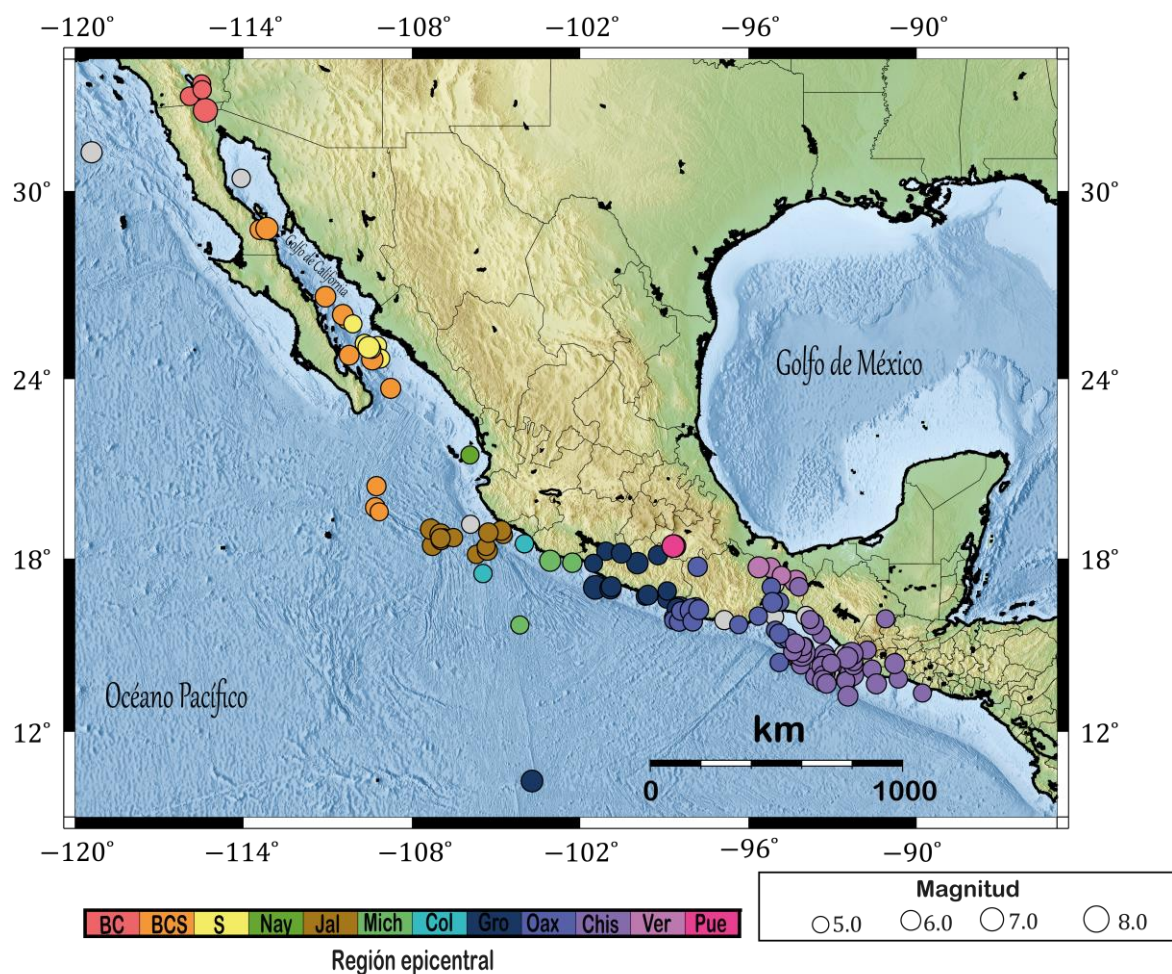 −120° −114° −108° −102° −96° −90°
30° 30°
Golfo de California
24° Golfo de México 24°
18° 18°
Océano Pacífico
12° km 12°
0 1000
−120° −114° −108° −102° −96° −90°
Magnitud
BC BCS S Nay Jal Mich Col Gro Oax Chis Ver Pue
5.0 6.0 7.0 8.0
Región epicentral